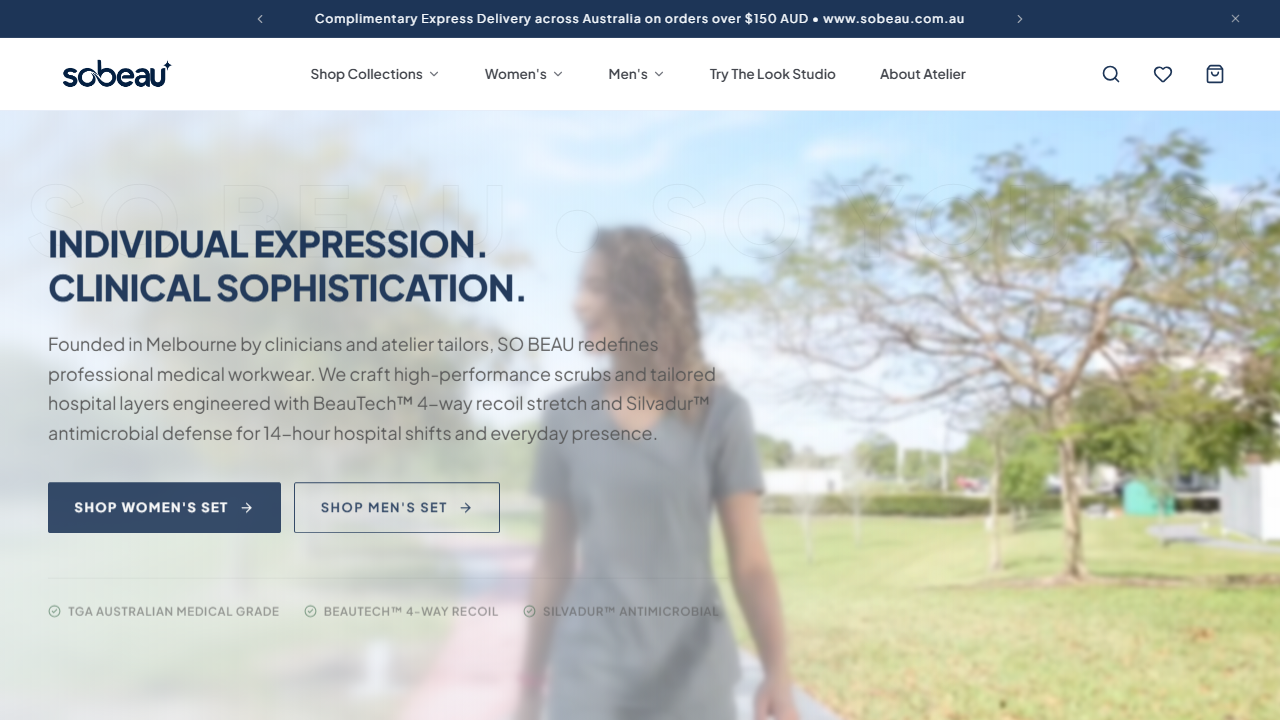 Complimentary Express Delivery across Australia on orders over $150 AUD • www.sobeau.com.au
sobeau
Shop Collections
Women's
Men's
Try The Look Studio
About Atelier
SO BEAU • SO YOU
INDIVIDUAL EXPRESSION.
CLINICAL SOPHISTICATION.
Founded in Melbourne by clinicians and atelier tailors, SO BEAU redefines
professional medical workwear. We craft high-performance scrubs and tailored
hospital layers engineered with BeauTech™ 4-way recoil stretch and Silvadur™
antimicrobial defense for 14-hour hospital shifts and everyday presence.
SHOP WOMEN'S SET →
SHOP MEN'S SET →
TGA AUSTRALIAN MEDICAL GRADE
BEAUTECH™ 4-WAY RECOIL
SILVADUR™ ANTIMICROBIAL